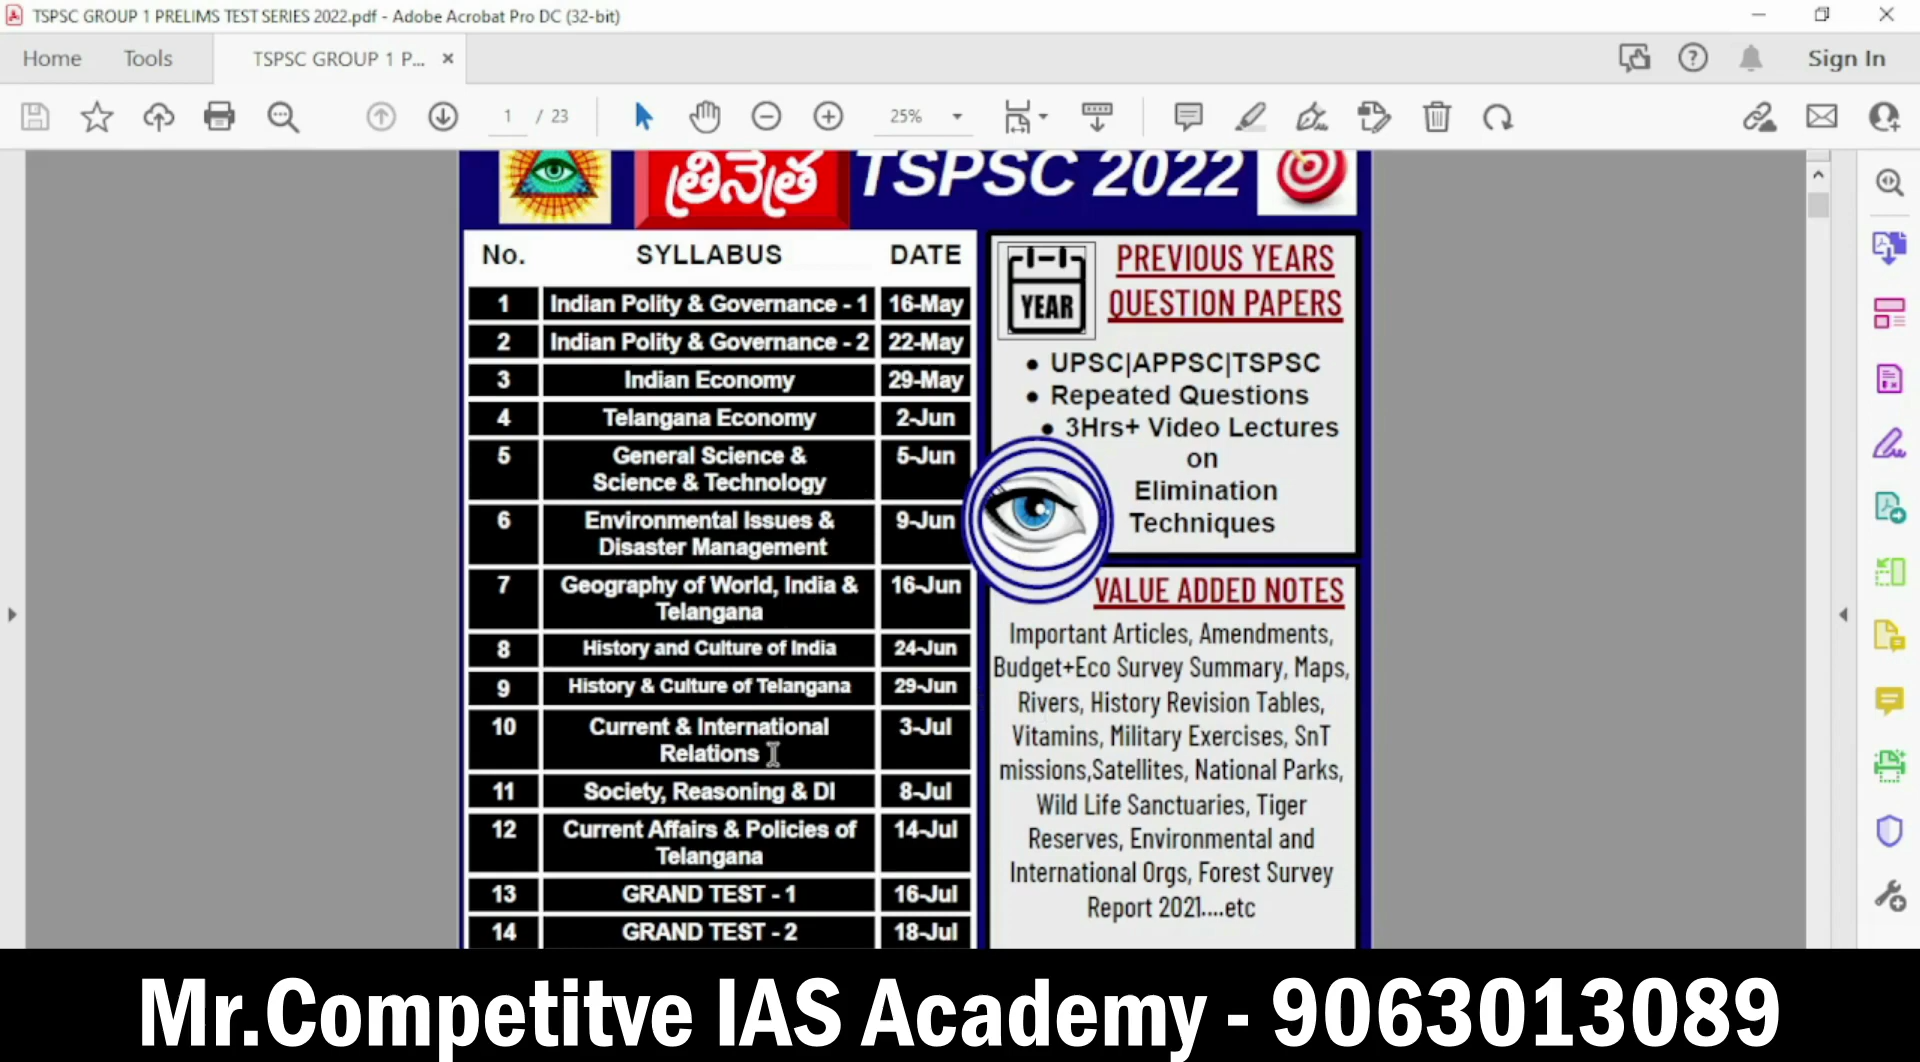 TSPSC GROUP 1 PRELIMS TEST SERIES 2022.pdf - Adobe Acrobat Pro DC (32-bit)
Home Tools TSPSC GROUP 1 P... × Sign In
1 / 23 25%
త్రినేత్ర TSPSC 2022
No. SYLLABUS DATE
1 Indian Polity & Governance - 1 16-May
2 Indian Polity & Governance - 2 22-May
3 Indian Economy 29-May
4 Telangana Economy 2-Jun
5 General Science & 5-Jun
Science & Technology
6 Environmental Issues & 9-Jun
Disaster Management
7 Geography of World, India & 16-Jun
Telangana
8 History and Culture of India 24-Jun
9 History & Culture of Telangana 29-Jun
10 Current & International 3-Jul
Relations
11 Society, Reasoning & DI 8-Jul
12 Current Affairs & Policies of 14-Jul
Telangana
13 GRAND TEST - 1 16-Jul
14 GRAND TEST - 2 18-Jul
YEAR
PREVIOUS YEARS
QUESTION PAPERS
• UPSC|APPSC|TSPSC
• Repeated Questions
• 3Hrs+ Video Lectures
on
Elimination
Techniques
VALUE ADDED NOTES
Important Articles, Amendments,
Budget+Eco Survey Summary, Maps,
Rivers, History Revision Tables,
Vitamins, Military Exercises, SnT
missions,Satellites, National Parks,
Wild Life Sanctuaries, Tiger
Reserves, Environmental and
International Orgs, Forest Survey
Report 2021....etc
Mr.Competitve IAS Academy - 9063013089